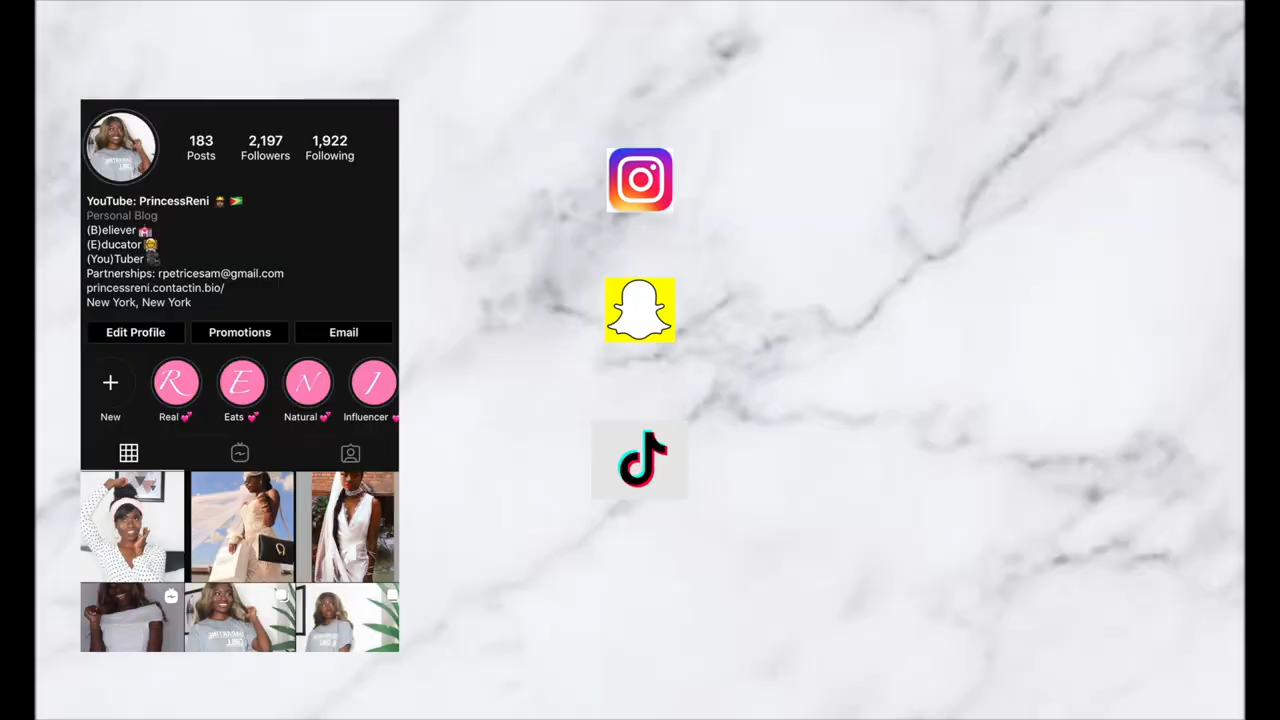 183 2,197 1,922
Posts Followers Following
YouTube: PrincessReni
Personal Blog
(B)eliever
(E)ducator
(You)Tuber
Partnerships: rpetricesam@gmail.com
princessreni.contactin.bio/
New York, New York
Edit Profile Promotions Email
R E N I
New Real Eats Natural Influencer